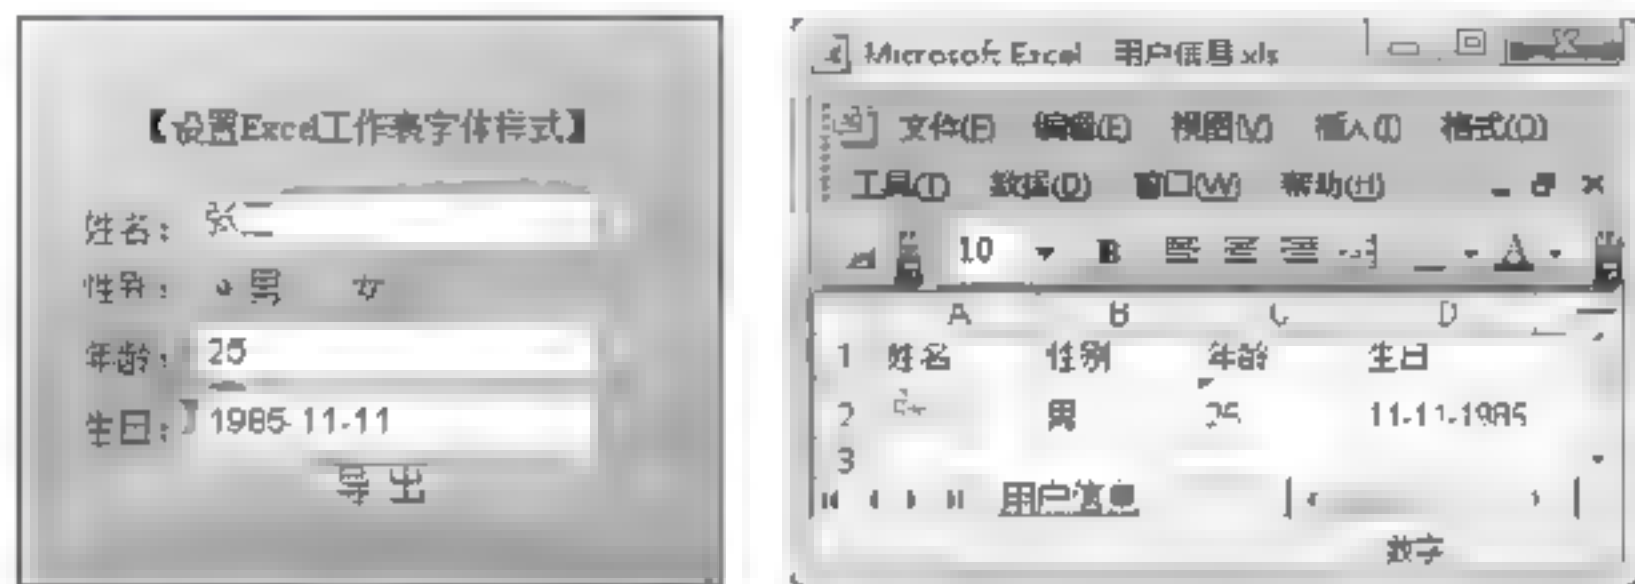 【设置Excel工作表字体样式】
姓名：张三
性别： 男 女
年龄：25
生日：1985-11-11
导出
Microsoft Excel 用户信息.xls
文件(F) 编辑(E) 视图(V) 插入(I) 格式(O)
工具(T) 数据(D) 窗口(W) 帮助(H)
10 B A
A B C D
1 姓名 性别 年龄 生日
2 男 25 11-11-1985
3
用户信息
数字